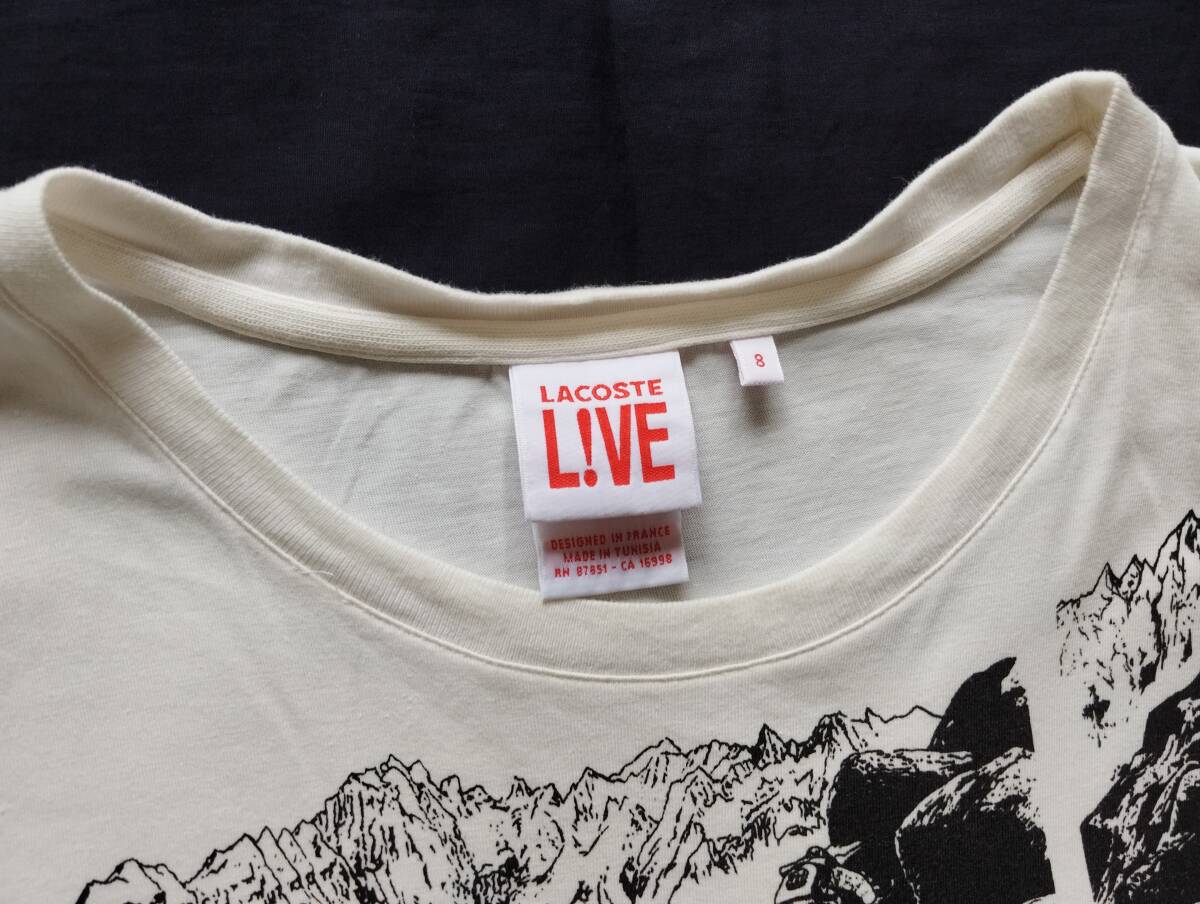 LACOSTE
L!VE
8
DESIGNED IN FRANCE
MADE IN TUNISIA
RN 87851 - CA 16998